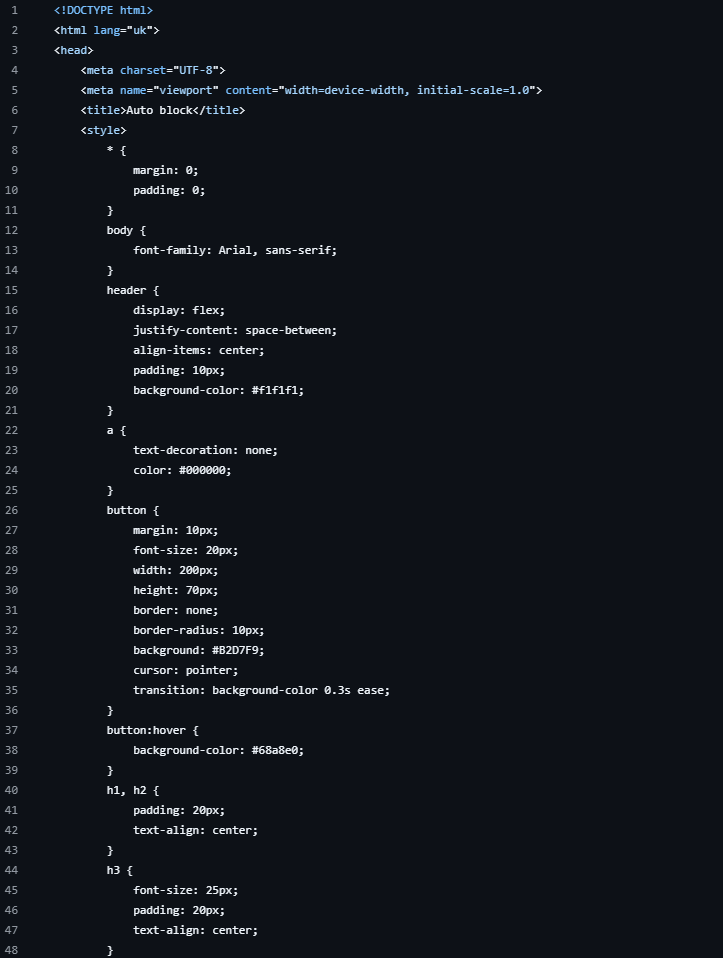 1 <!DOCTYPE html>
2 <html lang="uk">
3 <head>
4 <meta charset="UTF-8">
5 <meta name="viewport" content="width=device-width, initial-scale=1.0">
6 <title>Auto block</title>
7 <style>
8 * {
9 margin: 0;
10 padding: 0;
11 }
12 body {
13 font-family: Arial, sans-serif;
14 }
15 header {
16 display: flex;
17 justify-content: space-between;
18 align-items: center;
19 padding: 10px;
20 background-color: #f1f1f1;
21 }
22 a {
23 text-decoration: none;
24 color: #000000;
25 }
26 button {
27 margin: 10px;
28 font-size: 20px;
29 width: 200px;
30 height: 70px;
31 border: none;
32 border-radius: 10px;
33 background: #B2D7F9;
34 cursor: pointer;
35 transition: background-color 0.3s ease;
36 }
37 button:hover {
38 background-color: #68a8e0;
39 }
40 h1, h2 {
41 padding: 20px;
42 text-align: center;
43 }
44 h3 {
45 font-size: 25px;
46 padding: 20px;
47 text-align: center;
48 }